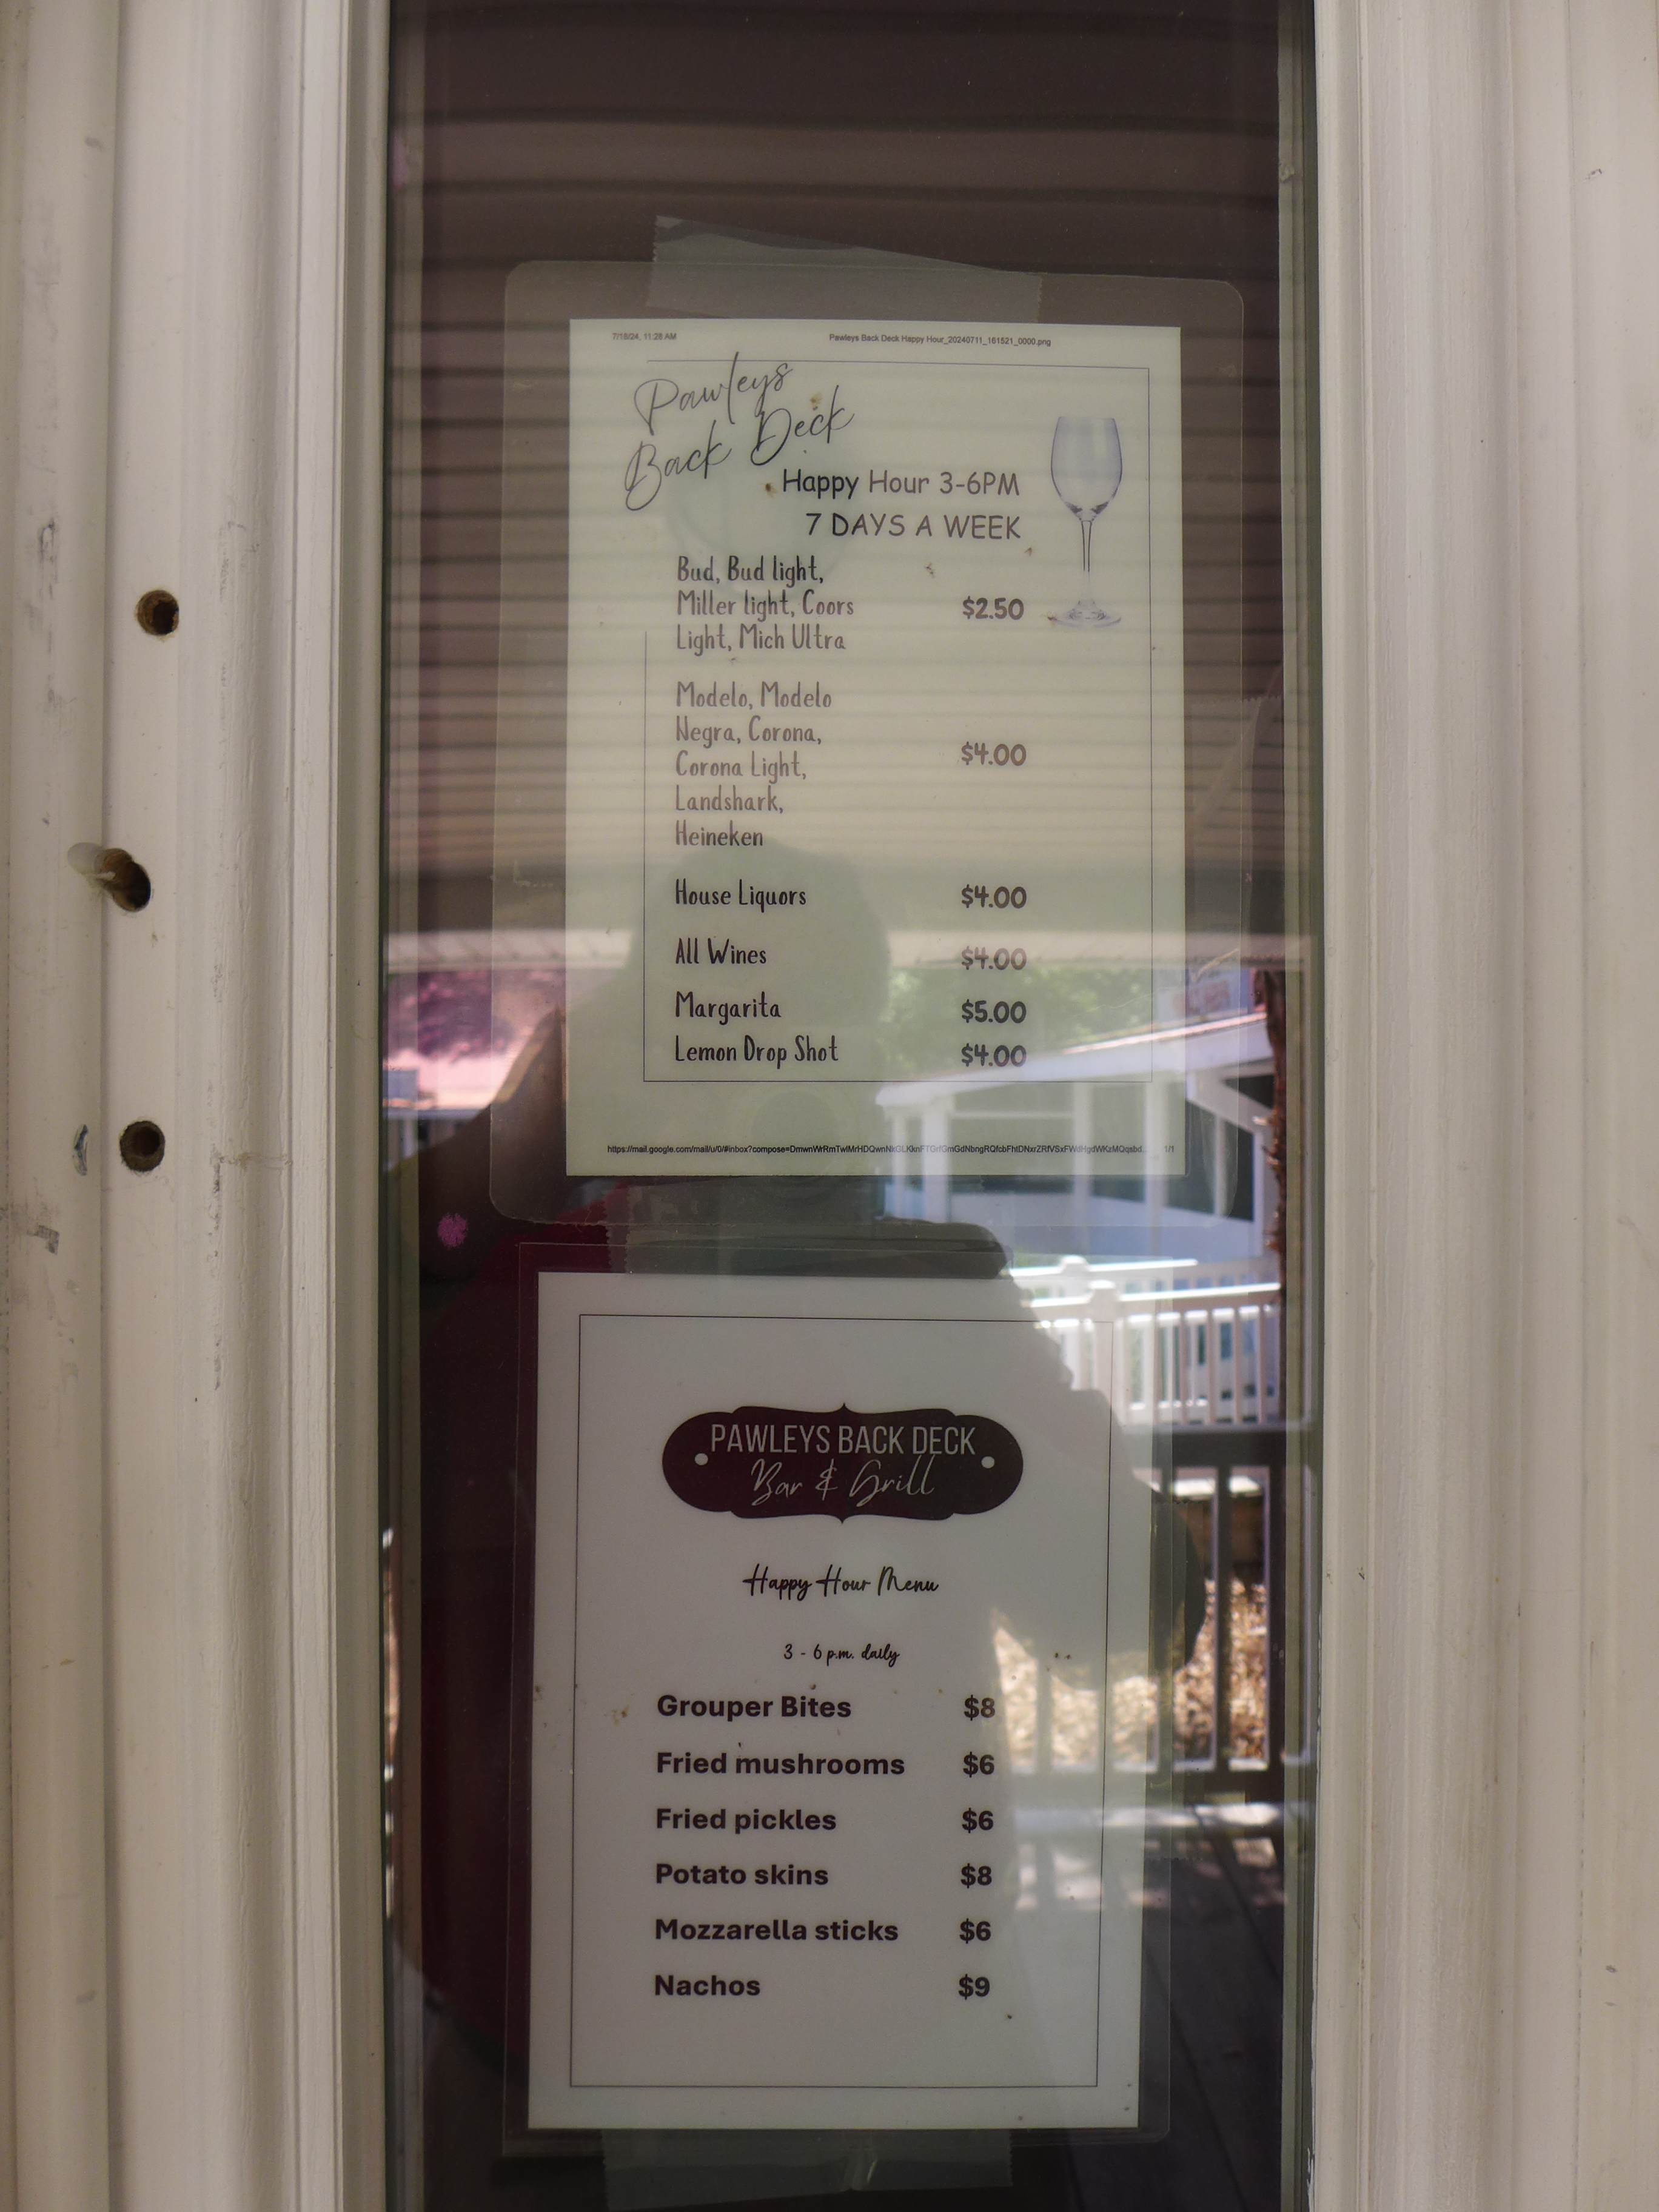 7/18/24, 11:28 AM
Pawleys Back Deck Happy Hour_20240711_161521_0000.png
Pawleys
Back Deck
Happy Hour 3-6PM
7 DAYS A WEEK
Bud, Bud light,
Miller light, Coors $2.50
Light, Mich Ultra
Modelo, Modelo
Negra, Corona,
Corona Light, $4.00
Landshark,
Heineken
House Liquors $4.00
All Wines $4.00
Margarita $5.00
Lemon Drop Shot $4.00
1/1
PAWLEYS BACK DECK
Bar & Grill
Happy Hour Menu
3 - 6 p.m. daily
Grouper Bites $8
Fried mushrooms $6
Fried pickles $6
Potato skins $8
Mozzarella sticks $6
Nachos $9